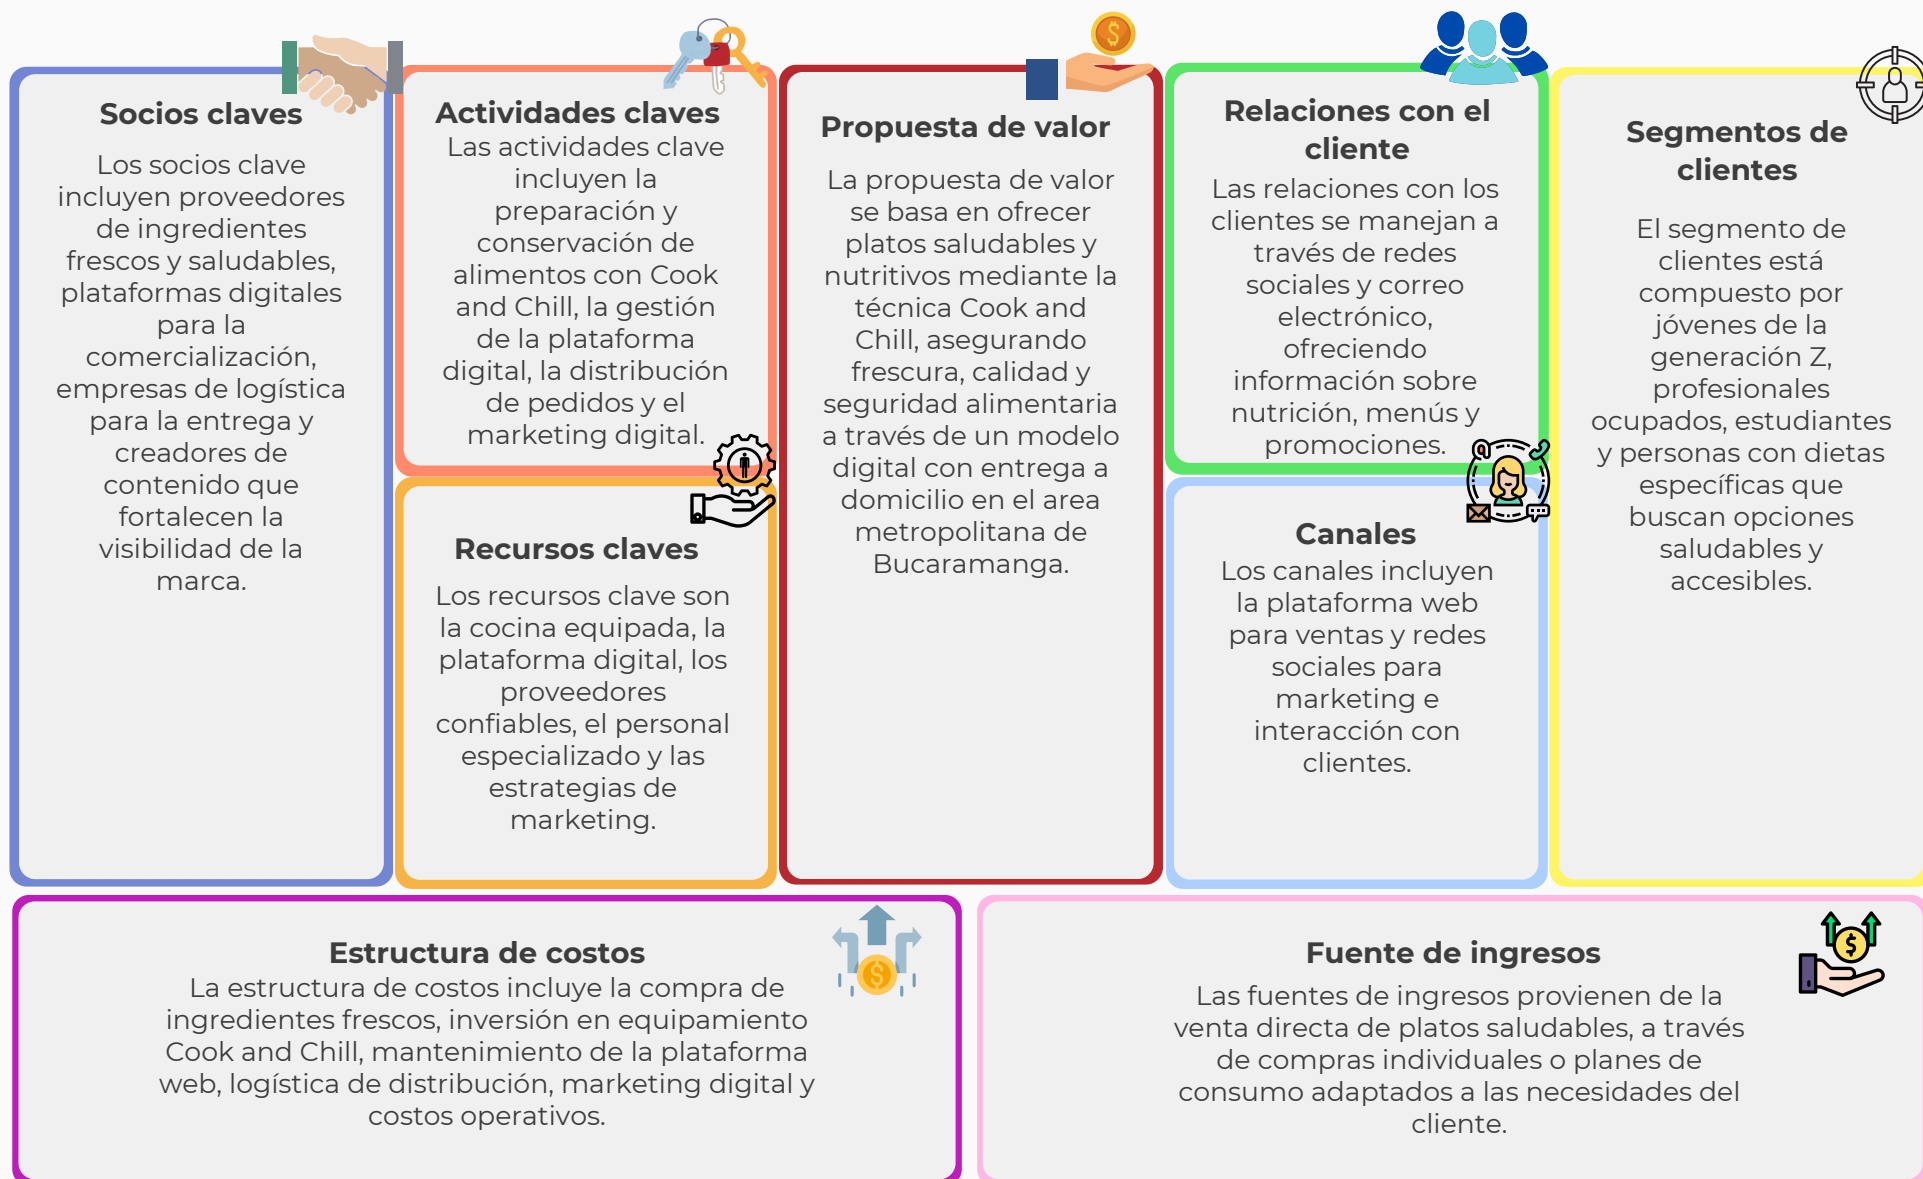 Socios claves
Los socios clave
incluyen proveedores
de ingredientes
frescos y saludables,
plataformas digitales
para la
comercialización,
empresas de logística
para la entrega y
creadores de
contenido que
fortalecen la
visibilidad de la
marca.
Actividades claves
Las actividades clave
incluyen la
preparación y
conservación de
alimentos con Cook
and Chill, la gestión
de la plataforma
digital, la distribución
de pedidos y el
marketing digital.
Recursos claves
Los recursos clave son
la cocina equipada, la
plataforma digital, los
proveedores
confiables, el personal
especializado y las
estrategias de
marketing.
Propuesta de valor
La propuesta de valor
se basa en ofrecer
platos saludables y
nutritivos mediante la
técnica Cook and
Chill, asegurando
frescura, calidad y
seguridad alimentaria
a través de un modelo
digital con entrega a
domicilio en el area
metropolitana de
Bucaramanga.
Relaciones con el
cliente
Las relaciones con los
clientes se manejan a
través de redes
sociales y correo
electrónico,
ofreciendo
información sobre
nutrición, menús y
promociones.
Canales
Los canales incluyen
la plataforma web
para ventas y redes
sociales para
marketing e
interacción con
clientes.
Segmentos de
clientes
El segmento de
clientes está
compuesto por
jóvenes de la
generación Z,
profesionales
ocupados, estudiantes
y personas con dietas
específicas que
buscan opciones
saludables y
accesibles.
Estructura de costos
La estructura de costos incluye la compra de
ingredientes frescos, inversión en equipamiento
Cook and Chill, mantenimiento de la plataforma
web, logística de distribución, marketing digital y
costos operativos.
Fuente de ingresos
Las fuentes de ingresos provienen de la
venta directa de platos saludables, a través
de compras individuales o planes de
consumo adaptados a las necesidades del
cliente.